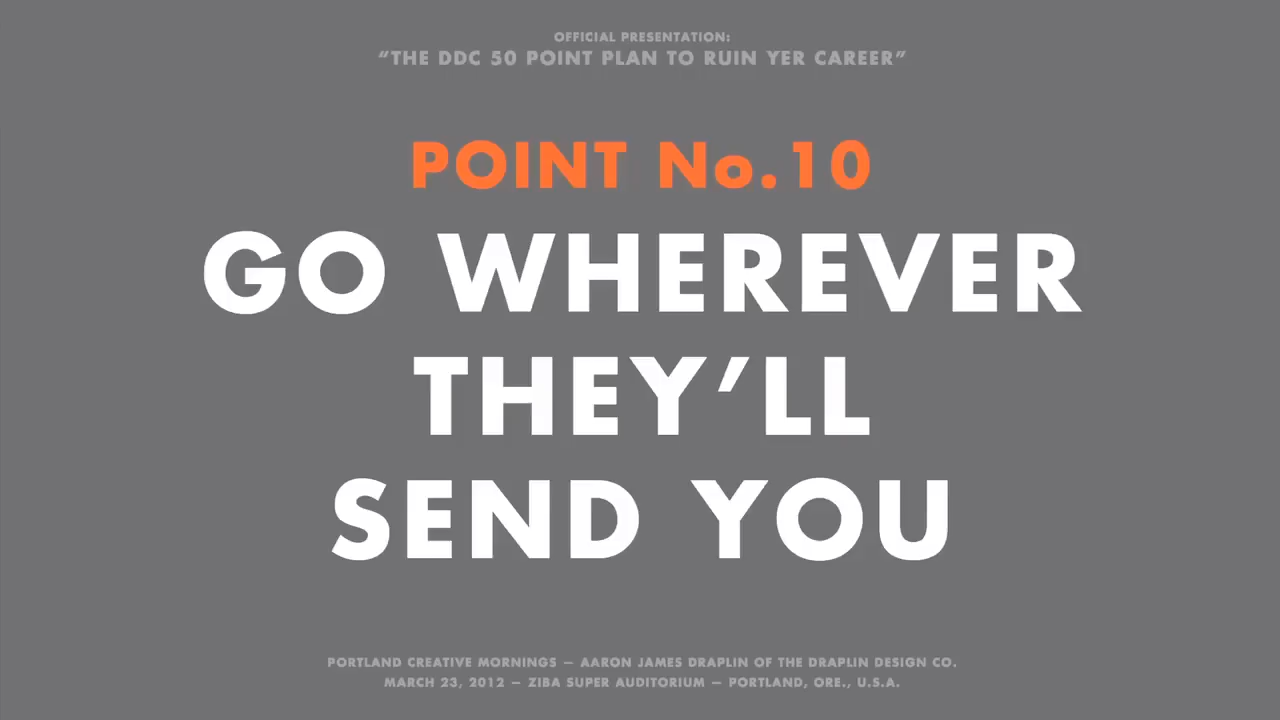 OFFICIAL PRESENTATION:
“THE DDC 50 POINT PLAN TO RUIN YER CAREER”
POINT No.10
GO WHEREVER
THEY’LL
SEND YOU
PORTLAND CREATIVE MORNINGS — AARON JAMES DRAPLIN OF THE DRAPLIN DESIGN CO.
MARCH 23, 2012 — ZIBA SUPER AUDITORIUM — PORTLAND, ORE., U.S.A.